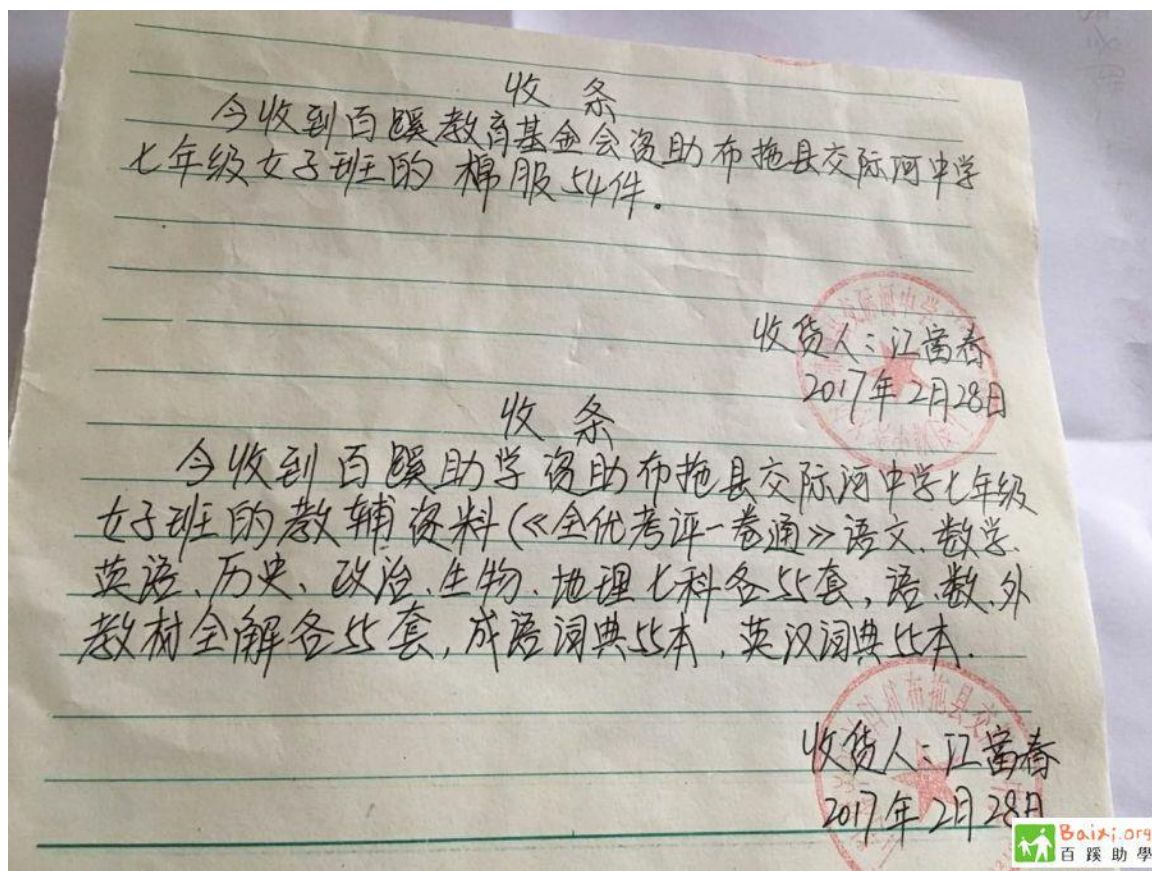 收条
今收到百蹊教育基金会资助布拖县交际河中学
七年级女子班的棉服54件。
收货人:江富春
2017年2月28日
收条
今收到百蹊助学资助布拖县交际河中学七年级
女子班的教辅资料(《全优考评一卷通》语文、数学、
英语、历史、政治、生物、地理七科各55套,语、数、外
教材全解各55套,成语词典55本,英汉词典55本.
收货人:江富春
2017年2月28日
Baixi.org
百蹊助學